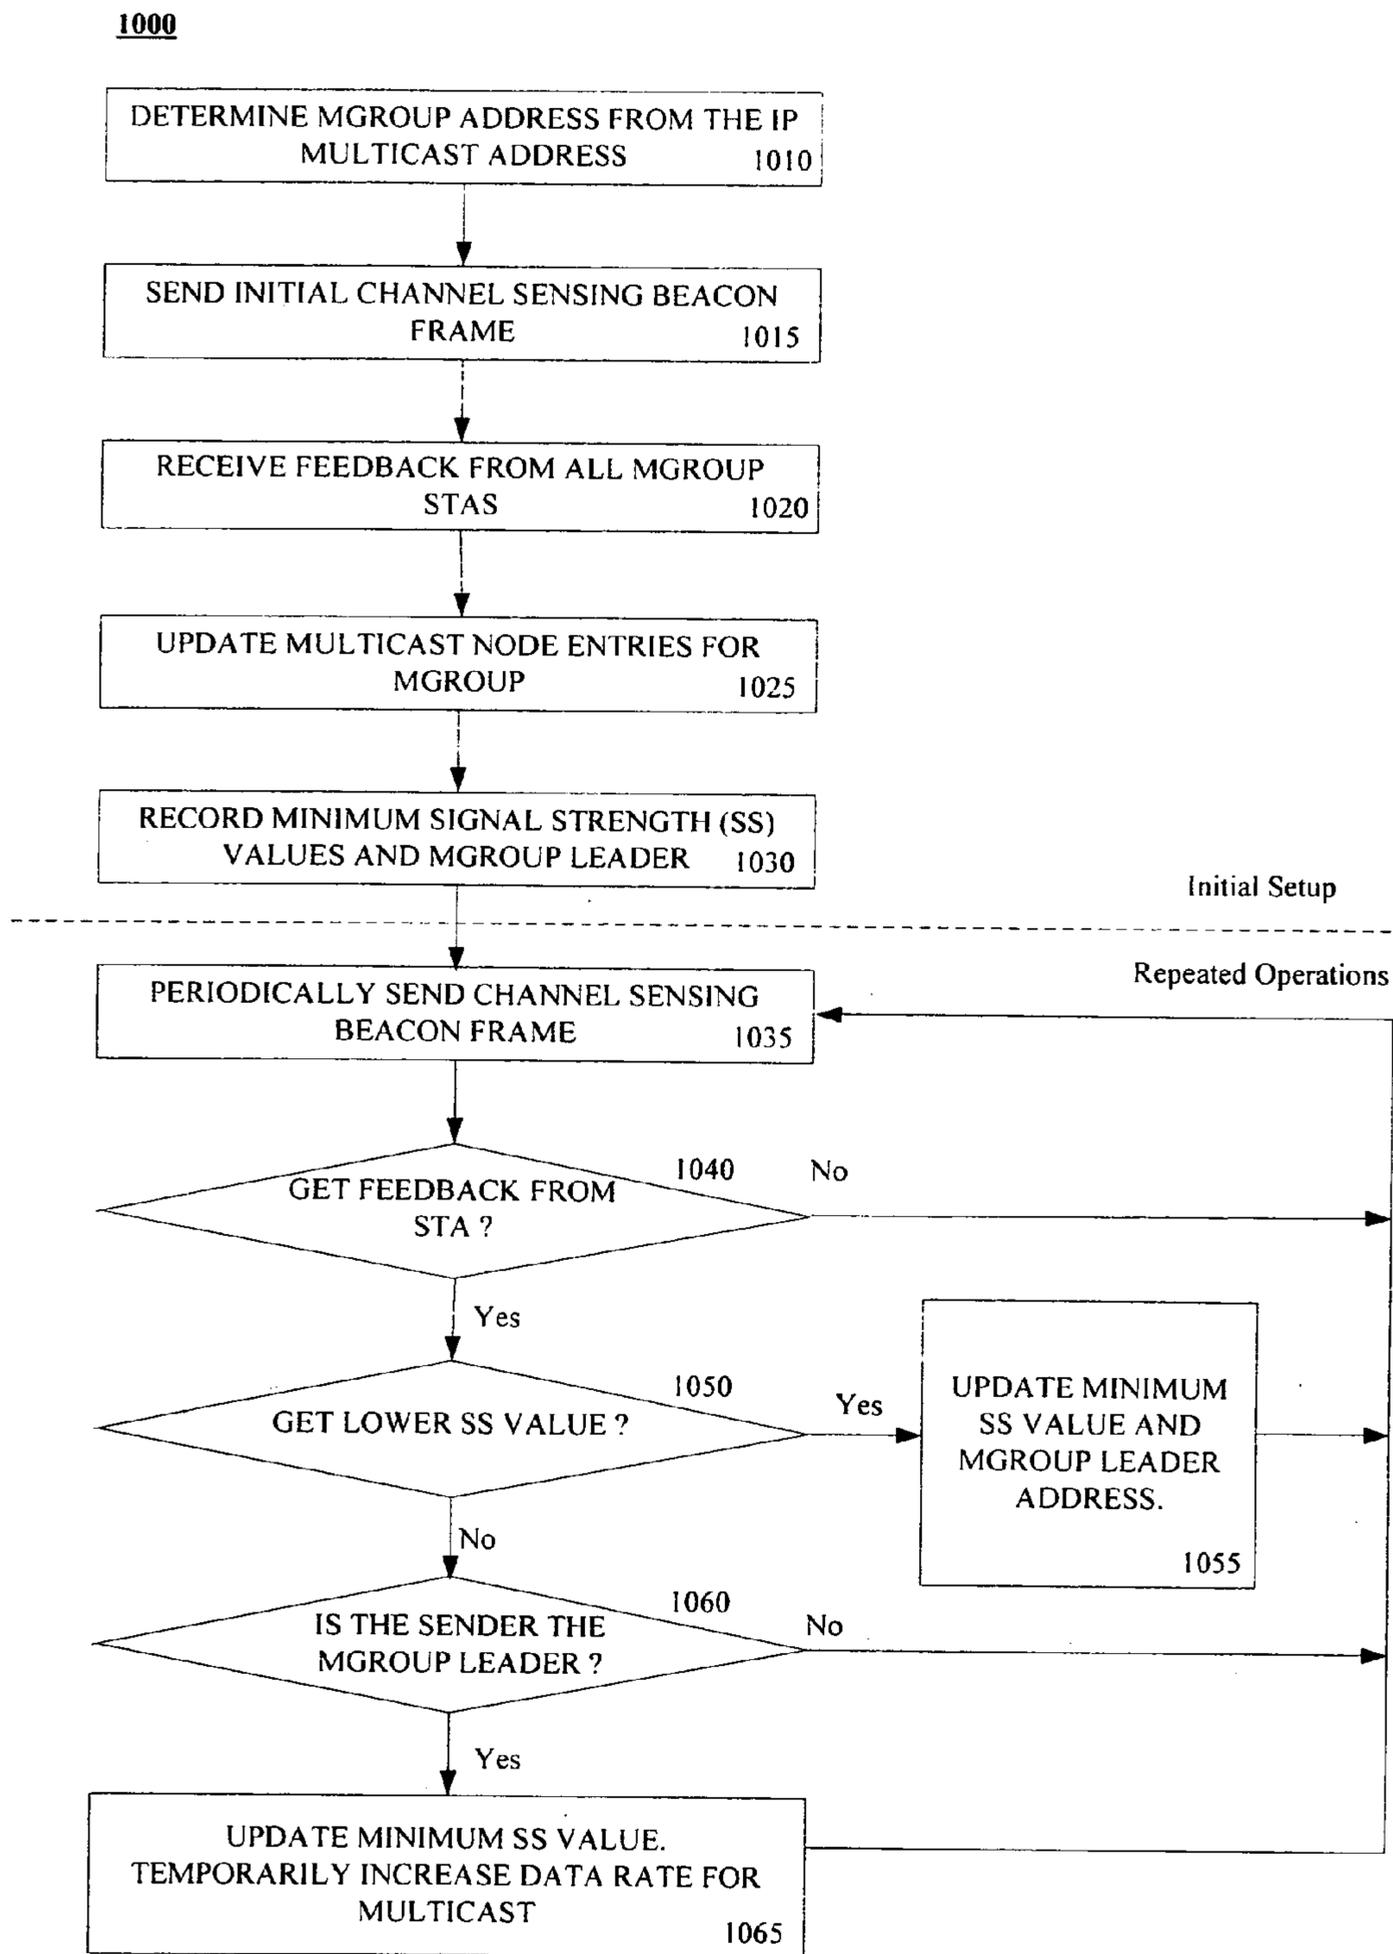 1000
DETERMINE MGROUP ADDRESS FROM THE IP
MULTICAST ADDRESS
1010
SEND INITIAL CHANNEL SENSING BEACON
FRAME
1015
RECEIVE FEEDBACK FROM ALL MGROUP
STAS
1020
UPDATE MULTICAST NODE ENTRIES FOR
MGROUP
1025
RECORD MINIMUM SIGNAL STRENGTH (SS)
VALUES AND MGROUP LEADER
1030
Initial Setup
Repeated Operations
PERIODICALLY SEND CHANNEL SENSING
BEACON FRAME
1035
1040
No
GET FEEDBACK FROM
STA ?
Yes
1050
GET LOWER SS VALUE ?
Yes
UPDATE MINIMUM
SS VALUE AND
MGROUP LEADER
ADDRESS.
1055
No
1060
No
IS THE SENDER THE
MGROUP LEADER ?
Yes
UPDATE MINIMUM SS VALUE.
TEMPORARILY INCREASE DATA RATE FOR
MULTICAST
1065